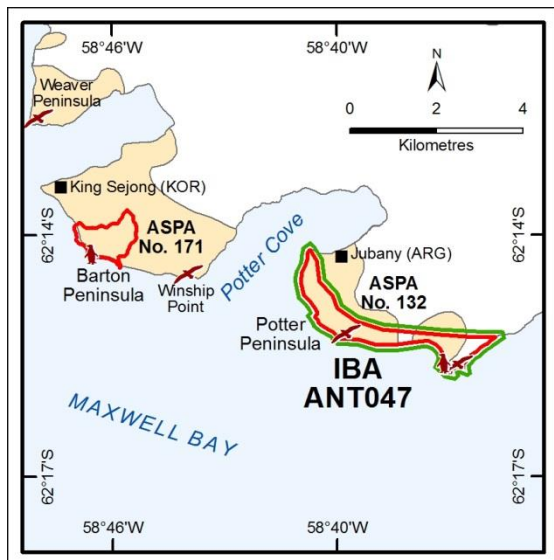 58°46'W
58°40'W
N
Weaver
Peninsula
0 2 4
Kilometres
King Sejong (KOR)
62°14'S
62°14'S
ASPA
No. 171
Potter Cove
Jubany (ARG)
ASPA
No. 132
Barton
Peninsula
Winship
Point
Potter
Peninsula
IBA
ANT047
MAXWELL BAY
62°17'S
62°17'S
58°46'W
58°40'W